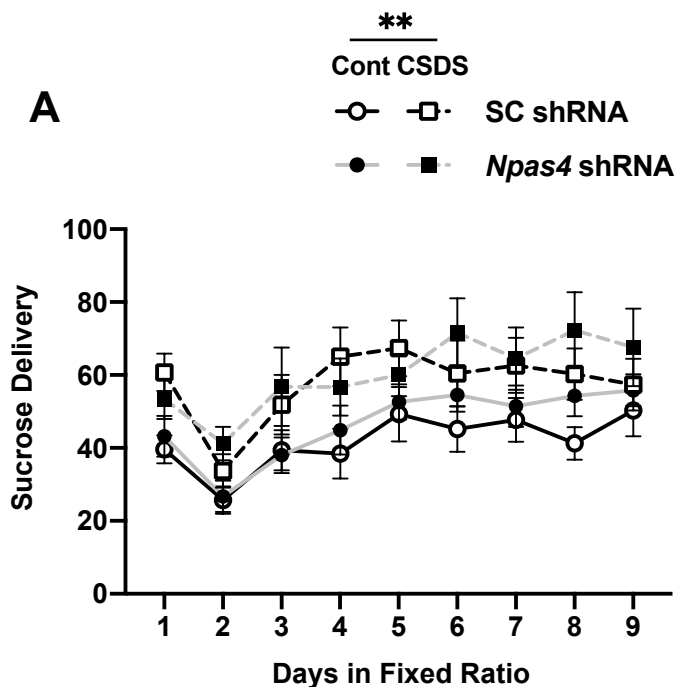 **
Cont CSDS
A
SC shRNA
Npas4 shRNA
100
80
60
40
20
0
Sucrose Delivery
1 2 3 4 5 6 7 8 9
Days in Fixed Ratio